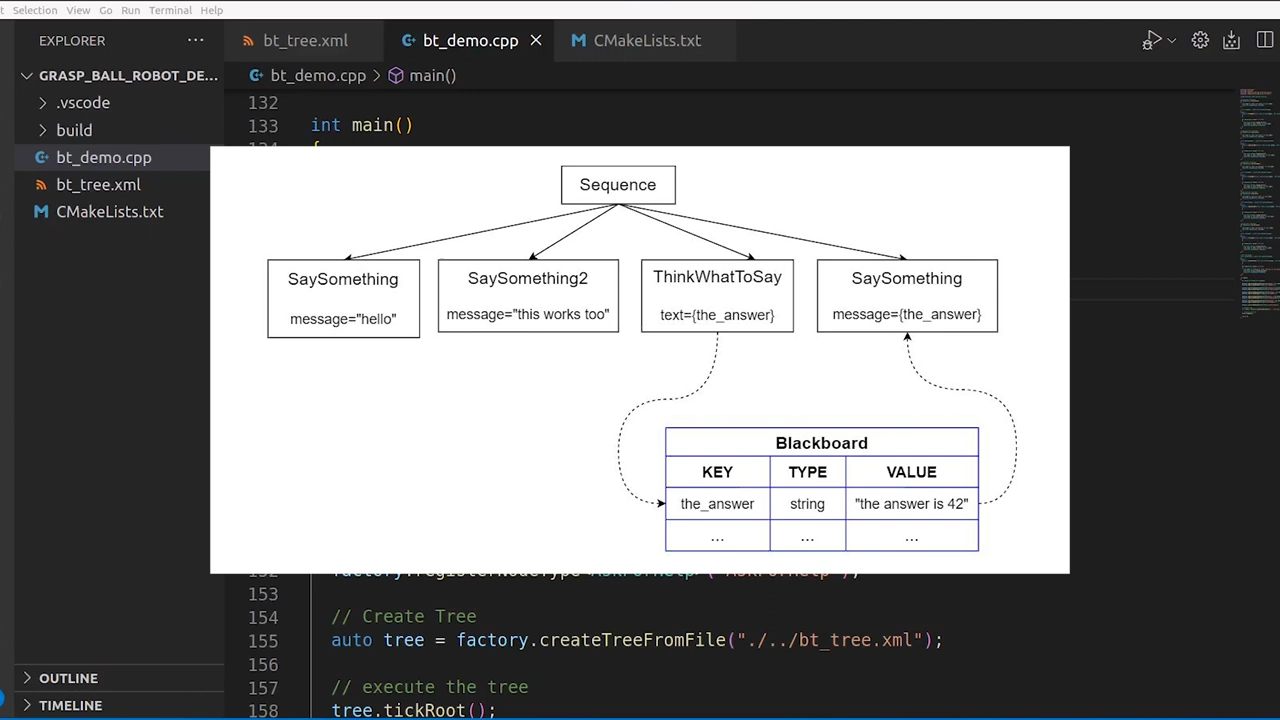 Selection View Go Run Terminal Help
EXPLORER ...
bt_tree.xml bt_demo.cpp CMakeLists.txt
GRASP_BALL_ROBOT_DE...
bt_demo.cpp > main()
.vscode
build
bt_demo.cpp
bt_tree.xml
CMakeLists.txt
132
133 int main()
Sequence
SaySomething
message="hello"
SaySomething2
message="this works too"
ThinkWhatToSay
text={the_answer}
SaySomething
message={the_answer}
Blackboard
KEY TYPE VALUE
the_answer string "the answer is 42"
... ... ...
153
154 // Create Tree
155 auto tree = factory.createTreeFromFile("./../bt_tree.xml");
156
157 // execute the tree
158 tree.tickRoot();
OUTLINE
TIMELINE